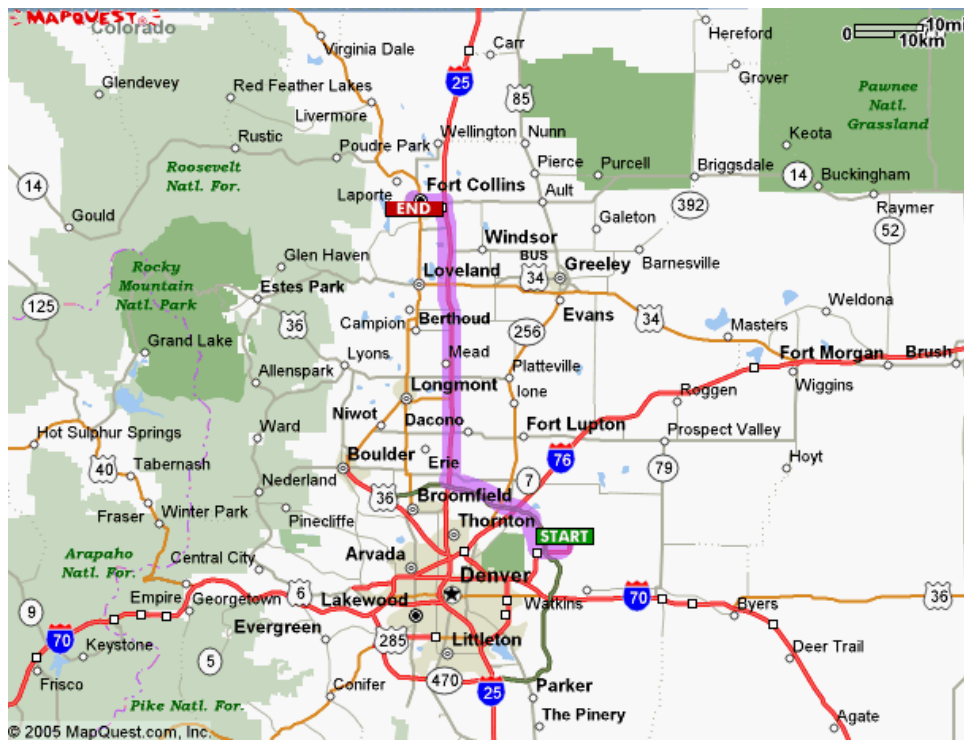 MAPQUEST
Colorado
10mi
0
10km
Virginia Dale
Carr
Hereford
Grover
25
85
Glendevey
Red Feather Lakes
Livermore
Pawnee
Natl.
Grassland
Rustic
Poudre Park
Wellington
Nunn
Keota
Roosevelt
Natl. For.
Pierce
Purcell
Briggsdale
14
Buckingham
14
Laporte
Fort Collins
Ault
392
Raymer
END
Gould
Galeton
52
Windsor
Glen Haven
BUS
34
Greeley
Barnesville
Rocky
Mountain
Natl. Park
Loveland
Estes Park
125
36
Campion
Berthoud
256
Evans
34
Weldona
Masters
Grand Lake
Lyons
Mead
Platteville
Fort Morgan
Brush
Allenspark
Longmont
Ione
Roggen
Wiggins
Niwot
Dacono
Fort Lupton
Prospect Valley
Hot Sulphur Springs
Ward
Boulder
Erie
76
79
Hoyt
40
Tabernash
Nederland
36
Broomfield
7
Fraser
Winter Park
Pinecliffe
Thornton
START
Arapaho
Natl. For.
Central City
Arvada
Denver
Empire
Georgetown
6
Lakewood
Watkins
70
Byers
36
9
70
Keystone
Evergreen
285
Littleton
Deer Trail
5
Frisco
Conifer
470
25
Parker
Pike Natl. For.
The Pinery
Agate
© 2005 MapQuest.com, Inc.